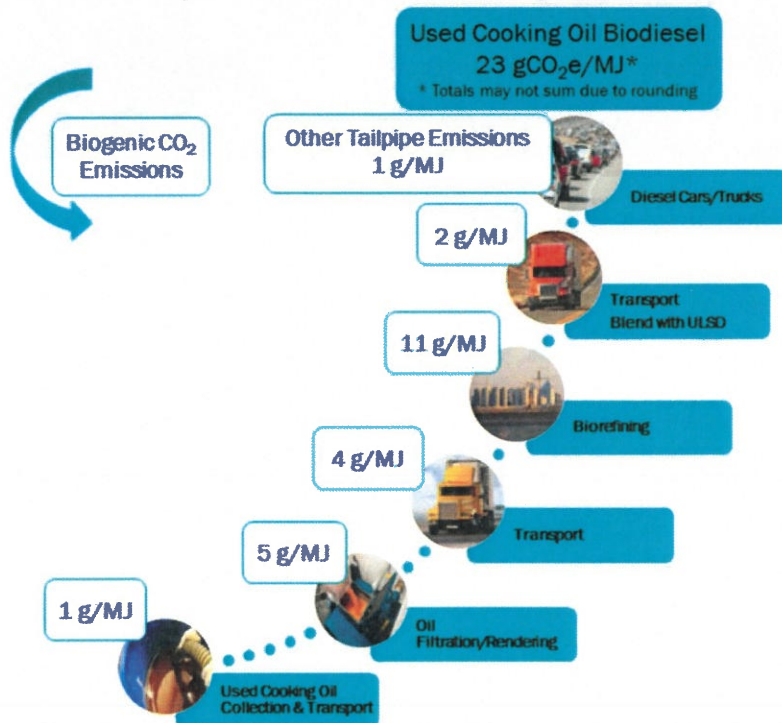 Used Cooking Oil Biodiesel
23 gCO₂e/MJ*
* Totals may not sum due to rounding
Biogenic CO₂
Emissions
Other Tailpipe Emissions
1 g/MJ
Diesel Cars/Trucks
2 g/MJ
Transport
Blend with ULSD
11 g/MJ
Biorefining
4 g/MJ
Transport
5 g/MJ
Oil
Filtration/Rendering
1 g/MJ
Used Cooking Oil
Collection & Transport